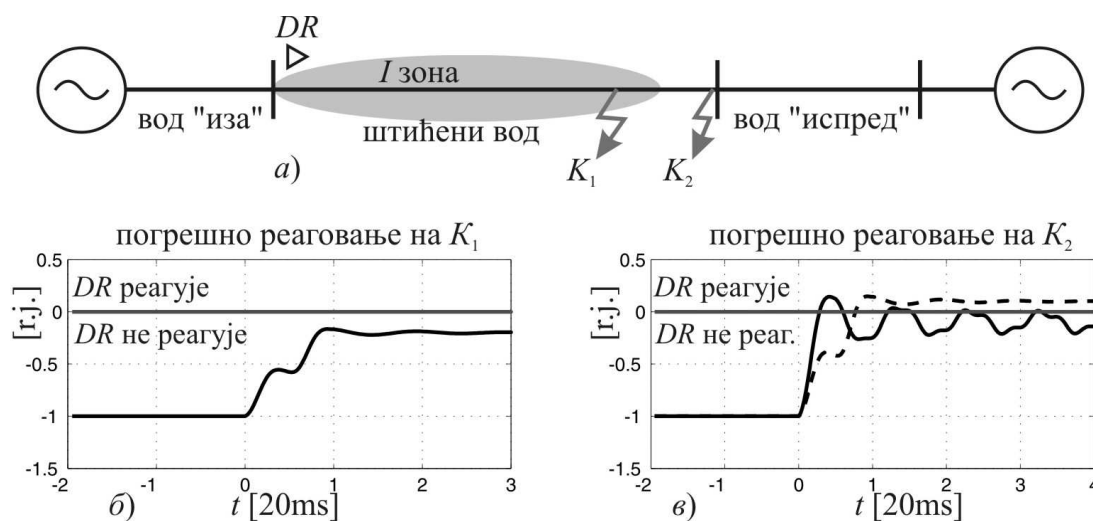 DR
I зона
вод "иза"
штићени вод
вод "испред"
K₁
K₂
а)
погрешно реаговање на K₁
[r.j.]
0.5
0
-0.5
-1
-1.5
DR реагује
DR не реагује
-2
-1
0
1
2
3
б)
t [20ms]
погрешно реаговање на K₂
[r.j.]
0.5
0
-0.5
-1
-1.5
DR реагује
DR не реаг.
-2
-1
0
1
2
3
4
в)
t [20ms]